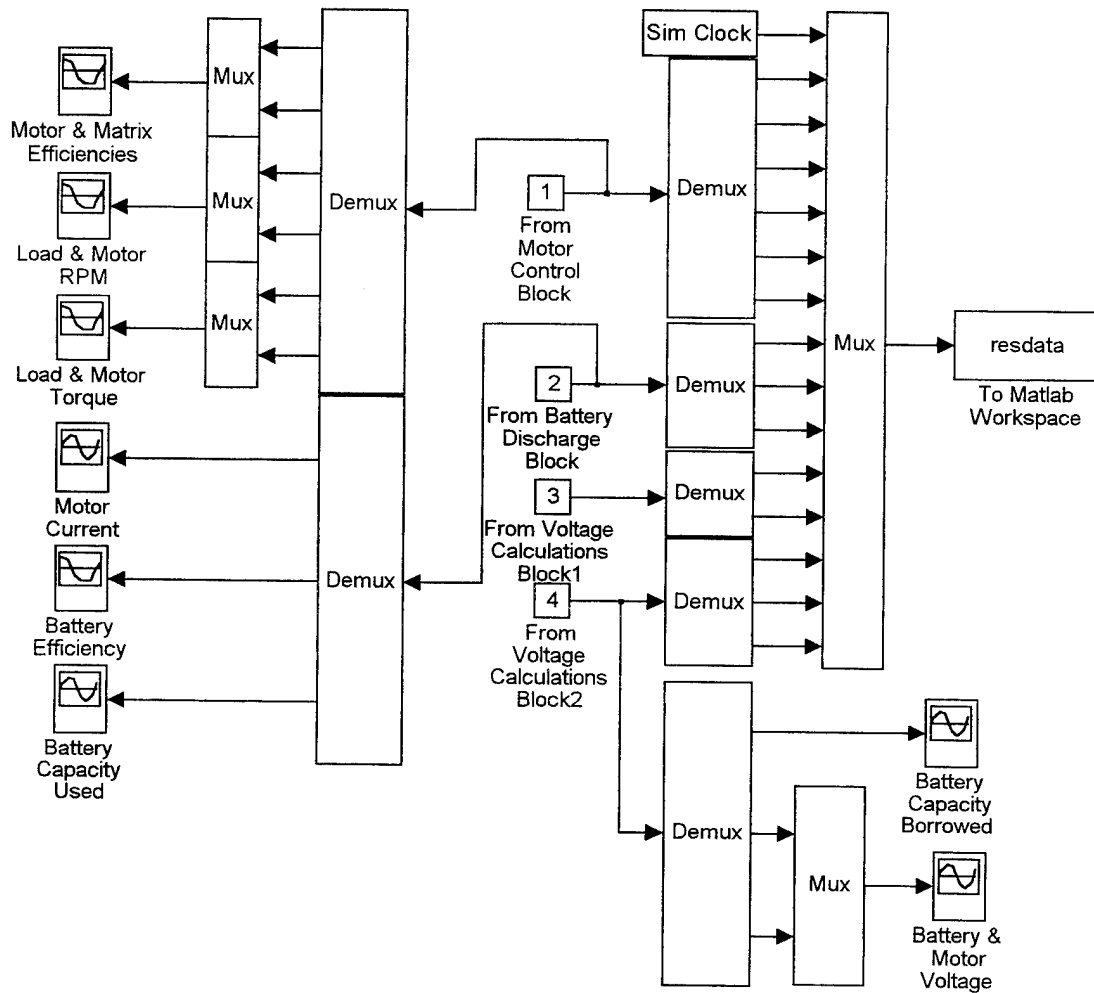 Sim Clock
Mux
Motor & Matrix
Efficiencies
Mux
Load & Motor
RPM
Mux
Load & Motor
Torque
Demux
Motor
Current
Battery
Efficiency
Battery
Capacity
Used
Demux
1
From
Motor
Control
Block
2
From Battery
Discharge
Block
3
From Voltage
Calculations
Block1
4
From
Voltage
Calculations
Block2
Demux
Demux
Demux
Demux
Mux
resdata
To Matlab
Workspace
Demux
Mux
Battery
Capacity
Borrowed
Battery &
Motor
Voltage